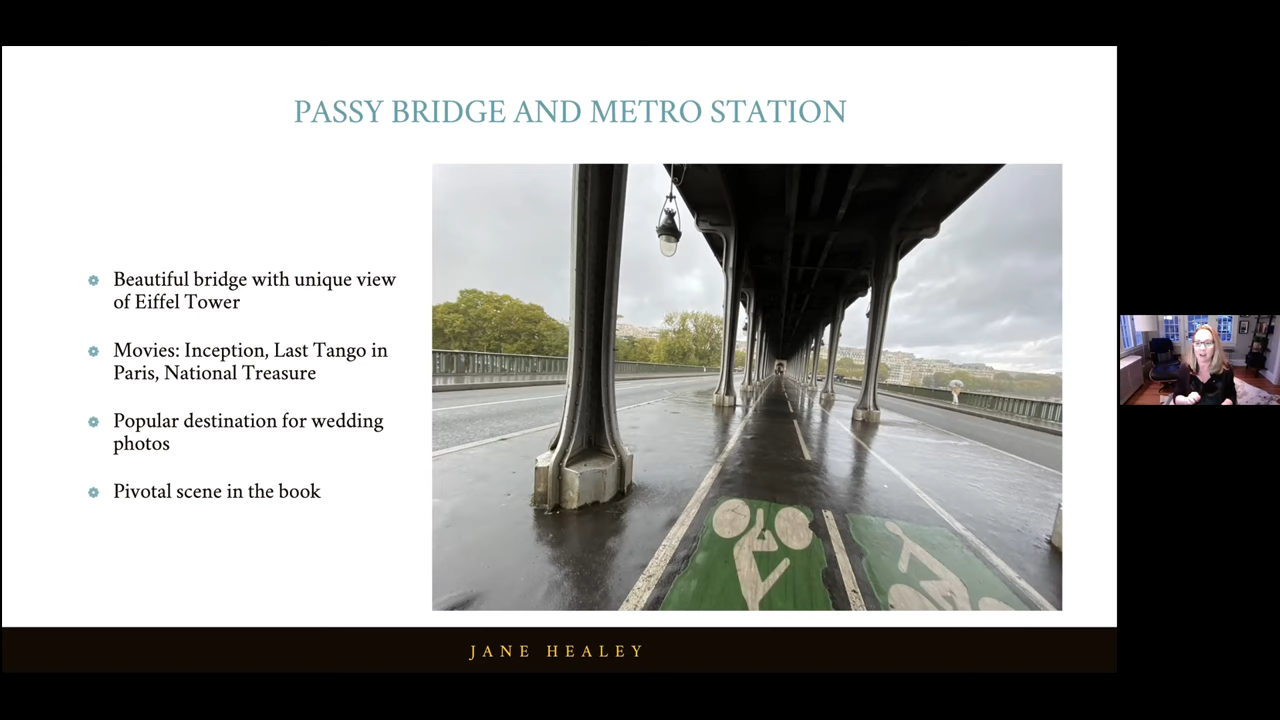 PASSY BRIDGE AND METRO STATION
Beautiful bridge with unique view
of Eiffel Tower
Movies: Inception, Last Tango in
Paris, National Treasure
Popular destination for wedding
photos
Pivotal scene in the book
JANE HEALEY